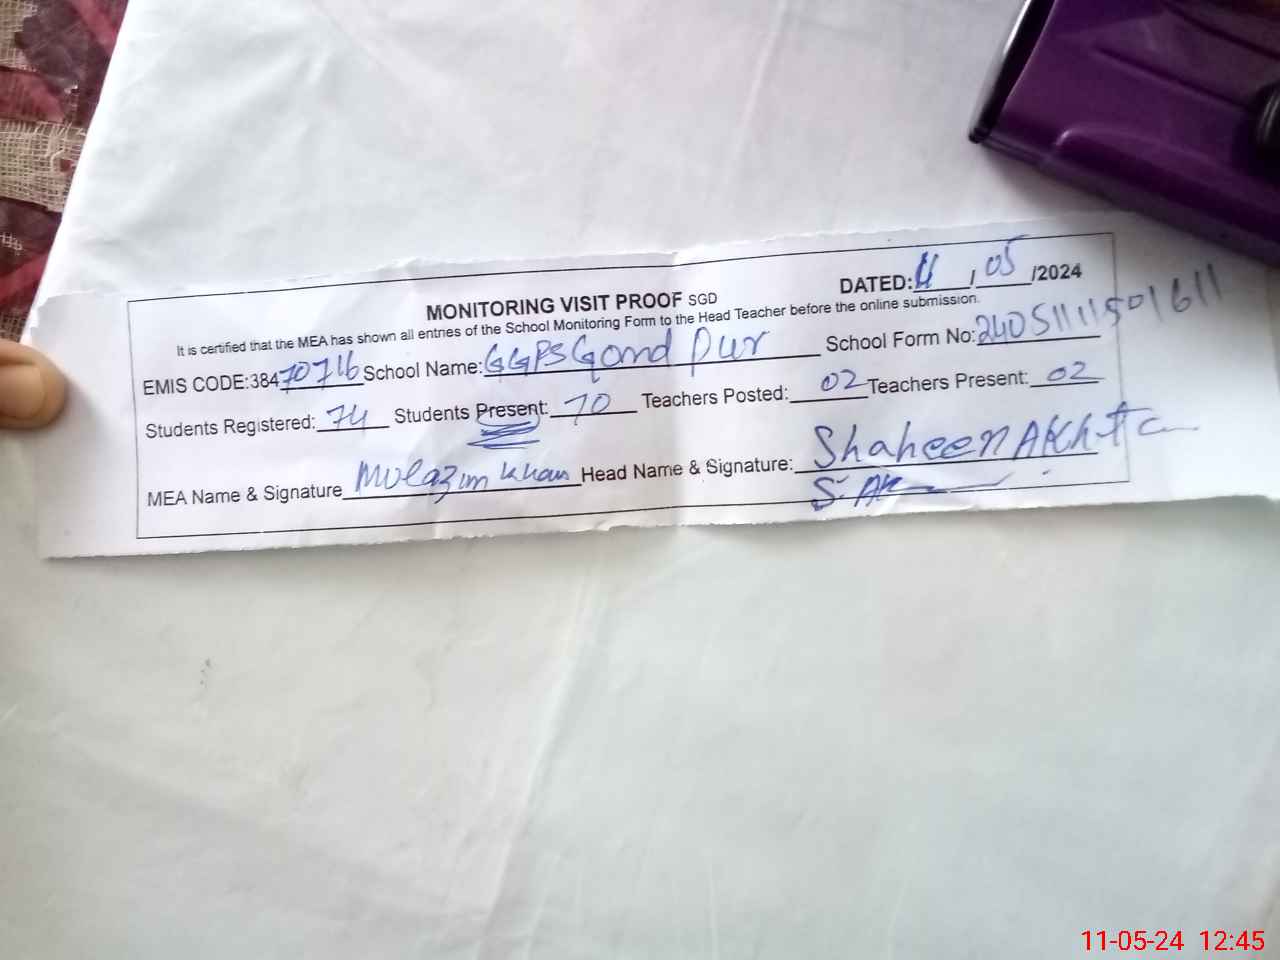 MONITORING VISIT PROOF SGD DATED: 11/05/2024
It is certified that the MEA has shown all entries of the School Monitoring Form to the Head Teacher before the online submission.
EMIS CODE:38470716 School Name: GGPS Gond pur School Form No: 2405111501611
Students Registered: 74 Students Present: 70 Teachers Posted: 02 Teachers Present: 02
MEA Name & Signature Mulazim Khan Head Name & Signature: Shaheen Akhtar
11-05-24 12:45